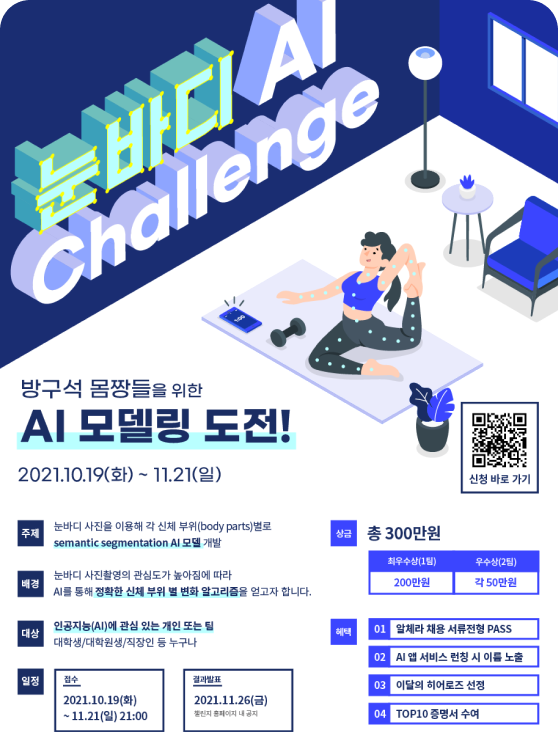 눈바디 AI
Challenge
방구석 몸짱들을 위한
AI 모델링 도전!
2021.10.19(화) ~ 11.21(일)
신청 바로 가기
주제
눈바디 사진을 이용해 각 신체 부위(body parts)별로
semantic segmentation AI 모델 개발
배경
눈바디 사진촬영의 관심도가 높아짐에 따라
AI를 통해 정확한 신체 부위 별 변화 알고리즘을 얻고자 합니다.
대상
인공지능(AI)에 관심 있는 개인 또는 팀
대학생/대학원생/직장인 등 누구나
일정
접수
2021.10.19(화)
~ 11.21(일) 21:00
결과발표
2021.11.26(금)
챌린지 홈페이지 내 공지
상금
총 300만원
최우수상(1팀) 우수상(2팀)
200만원 각 50만원
혜택
01 알체라 채용 서류전형 PASS
02 AI 앱 서비스 런칭 시 이름 노출
03 이달의 히어로즈 선정
04 TOP10 증명서 수여